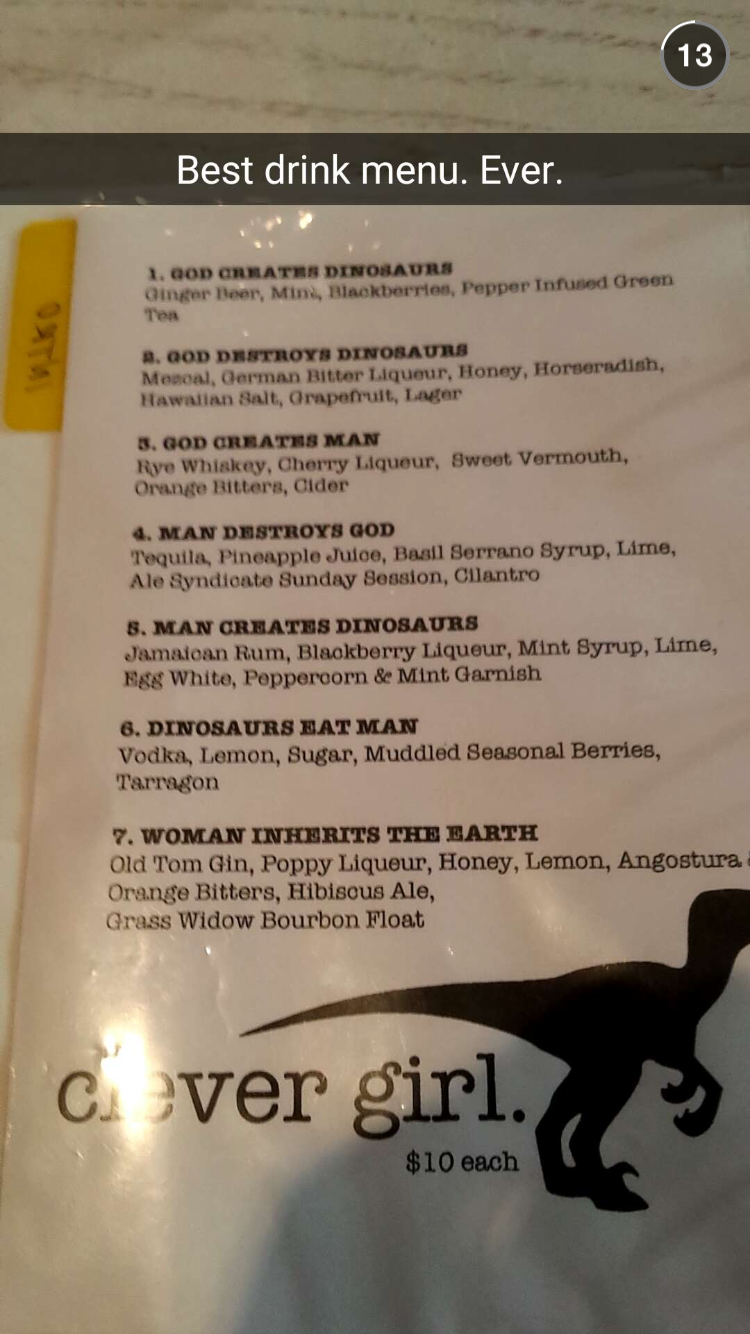 13
Best drink menu. Ever.
1. GOD CREATES DINOSAURS
Ginger Beer, Mint, Blackberries, Pepper Infused Green
Tea
2. GOD DESTROYS DINOSAURS
Mezcal, German Bitter Liqueur, Honey, Horseradish,
Hawaiian Salt, Grapefruit, Lager
3. GOD CREATES MAN
Rye Whiskey, Cherry Liqueur, Sweet Vermouth,
Orange Bitters, Cider
4. MAN DESTROYS GOD
Tequila, Pineapple Juice, Basil Serrano Syrup, Lime,
Ale Syndicate Sunday Session, Cilantro
5. MAN CREATES DINOSAURS
Jamaican Rum, Blackberry Liqueur, Mint Syrup, Lime,
Egg White, Peppercorn & Mint Garnish
6. DINOSAURS EAT MAN
Vodka, Lemon, Sugar, Muddled Seasonal Berries,
Tarragon
7. WOMAN INHERITS THE EARTH
Old Tom Gin, Poppy Liqueur, Honey, Lemon, Angostura
Orange Bitters, Hibiscus Ale,
Grass Widow Bourbon Float
clever girl.
$10 each